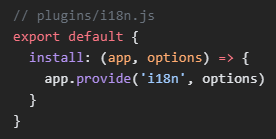 // plugins/i18n.js
export default {
  install: (app, options) => {
    app.provide('i18n', options)
  }
}